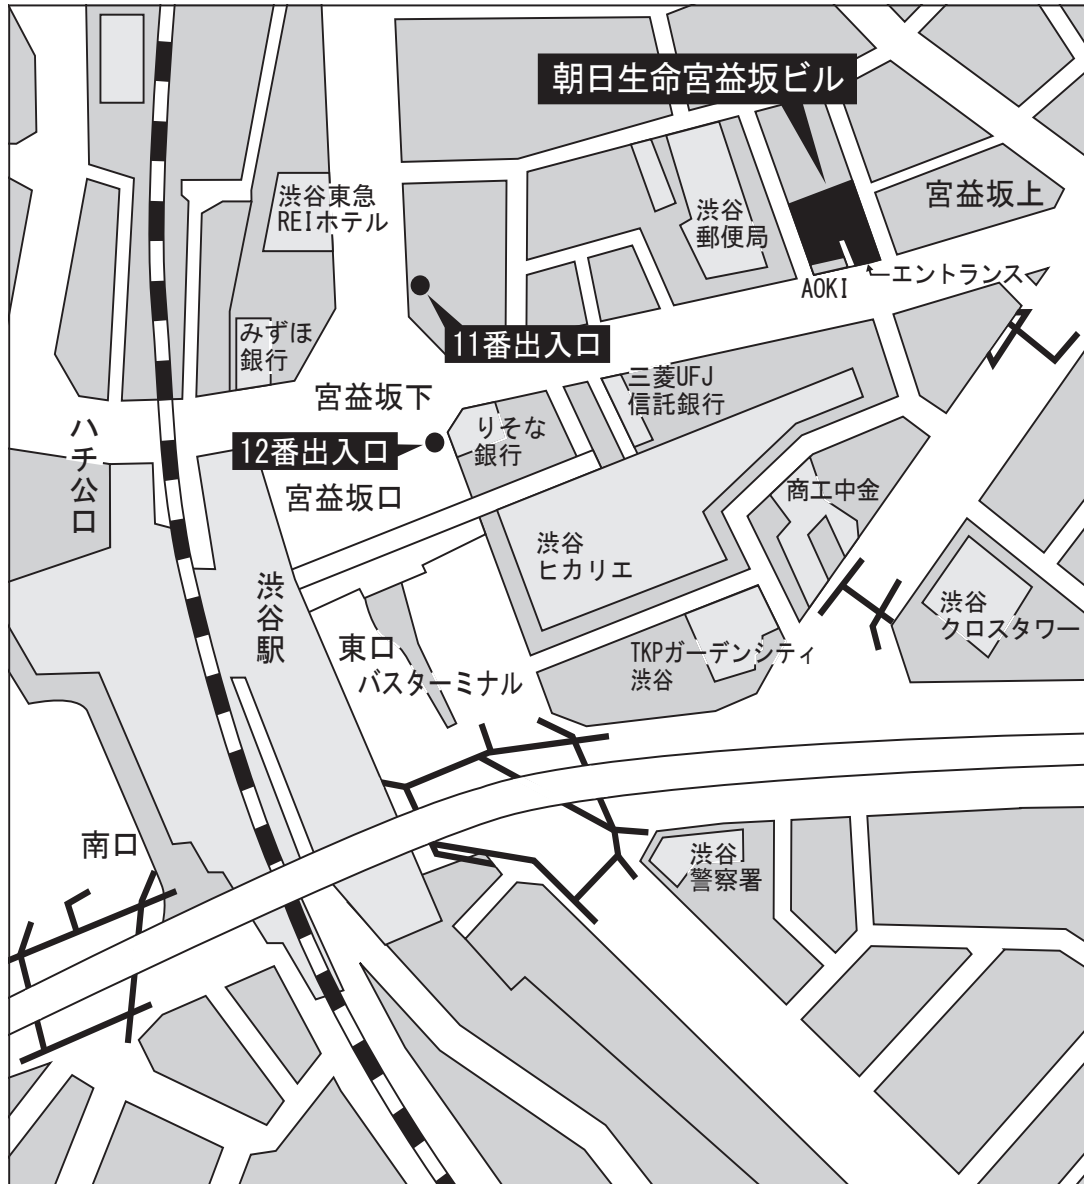 朝日生命宮益坂ビル
渋谷東急
REIホテル
渋谷
郵便局
宮益坂上
AOKI
エントランス
みずほ
銀行
11番出入口
宮益坂下
三菱UFJ
信託銀行
ハチ公口
12番出入口
りそな
銀行
宮益坂口
商工中金
渋谷
ヒカリエ
渋谷駅
渋谷
クロスタワー
東口
バスターミナル
TKPガーデンシティ
渋谷
南口
渋谷
警察署